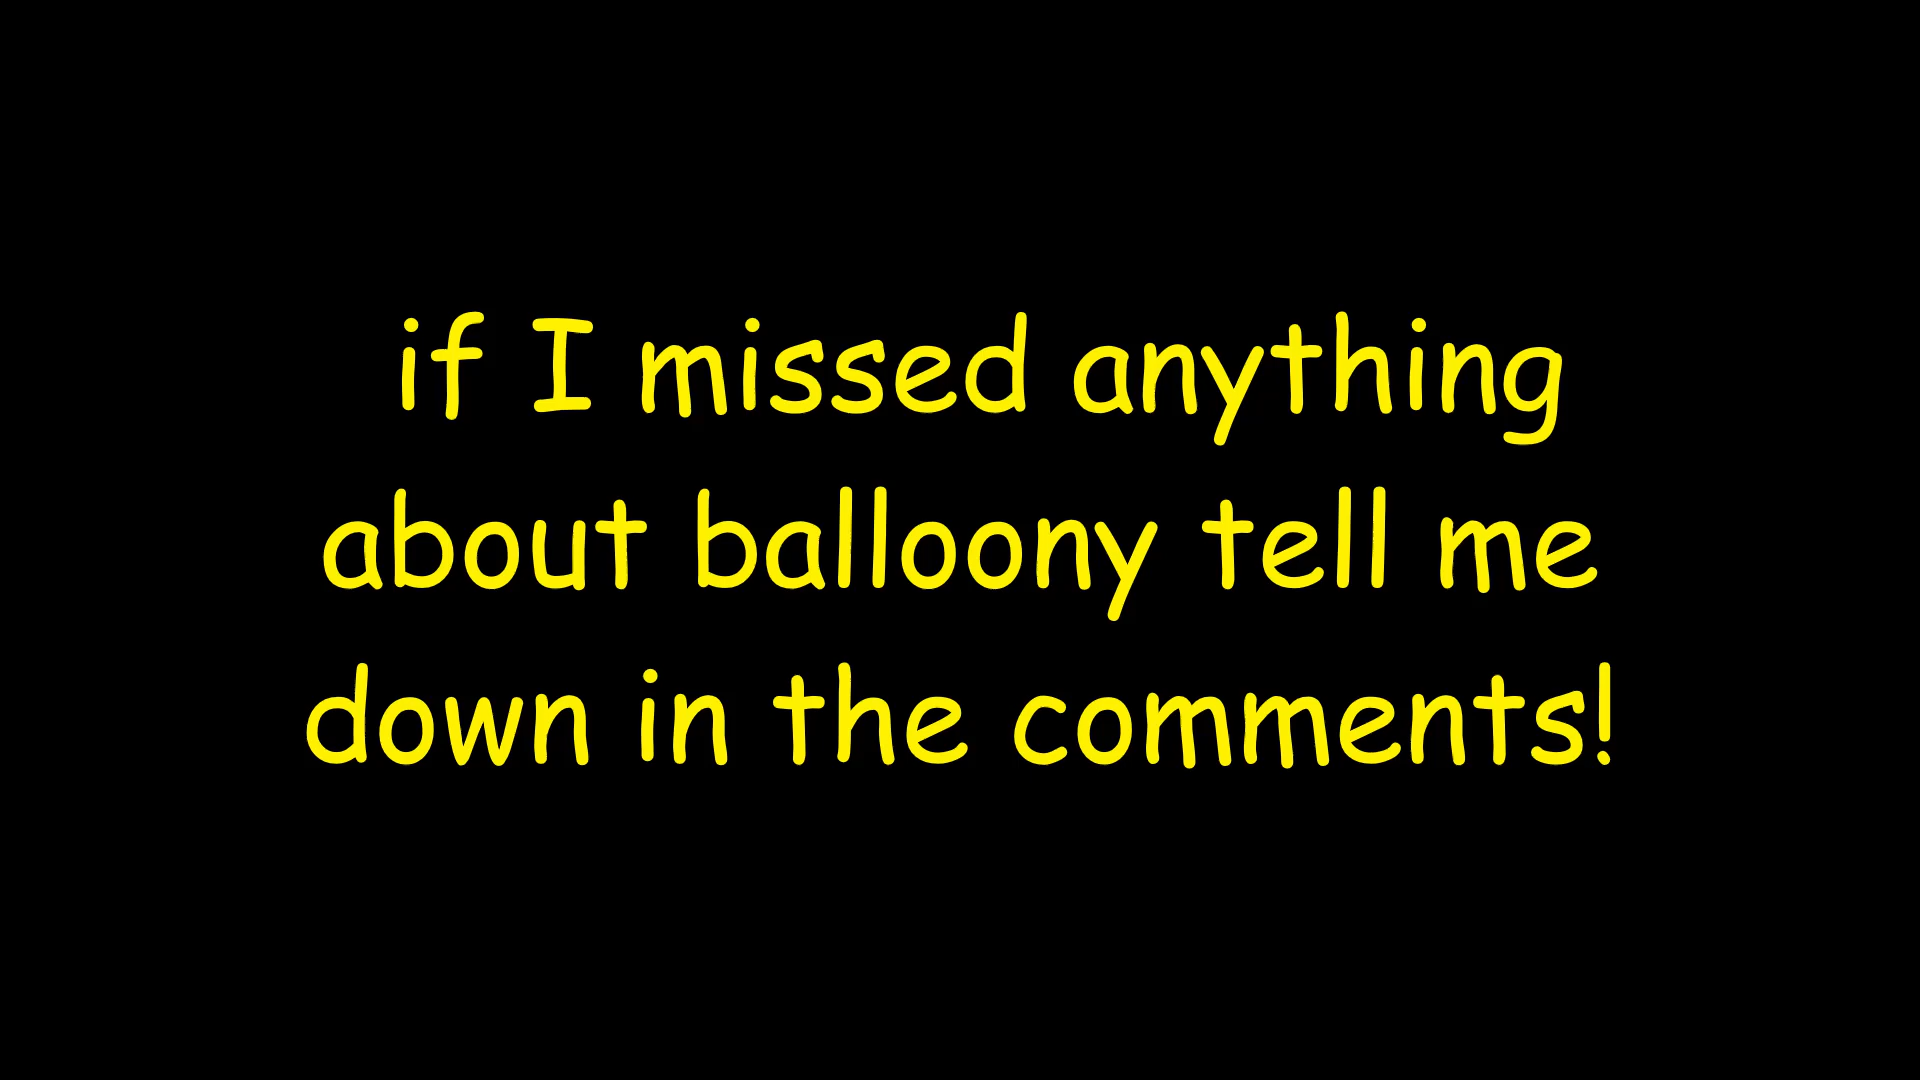 if I missed anything
about balloony tell me
down in the comments!